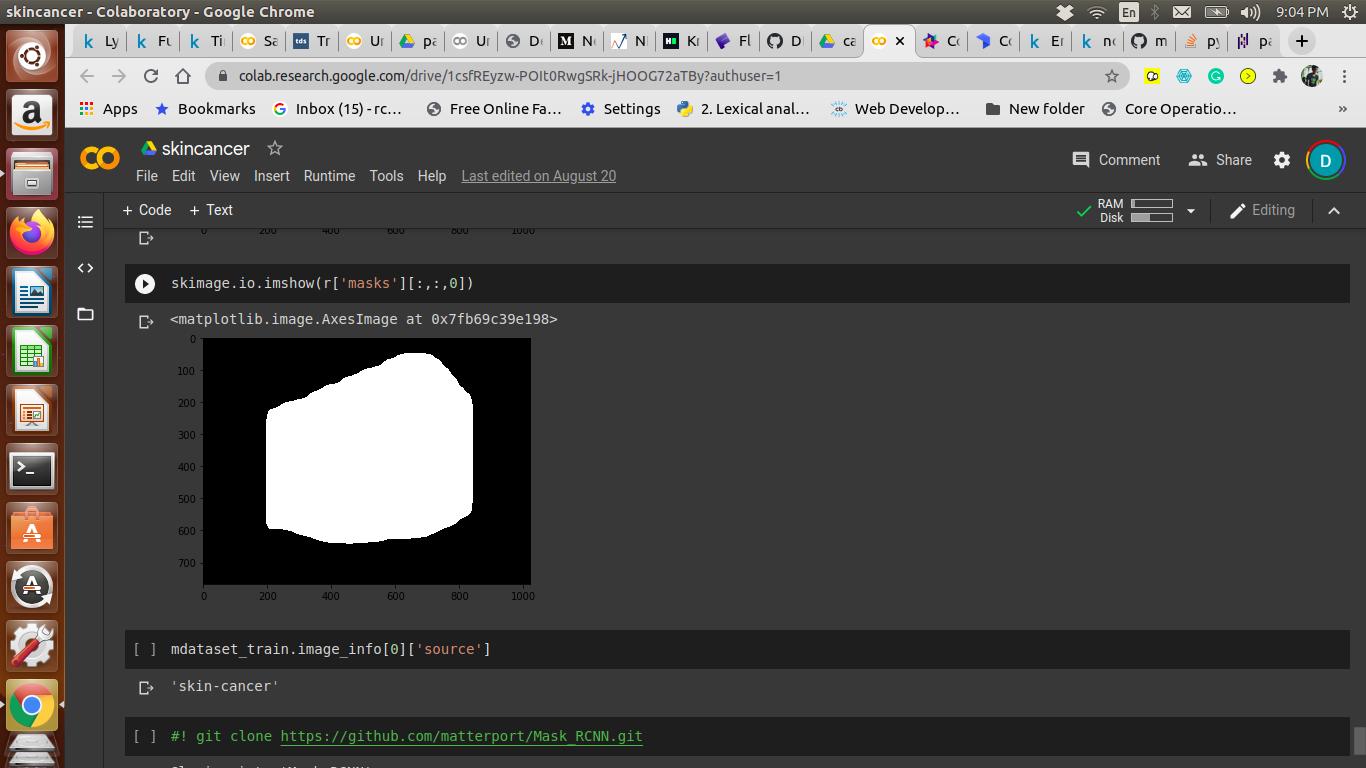 skincancer - Colaboratory - Google Chrome
En
9:04 PM
Ly
Fu
Ti
Sa
tds Tr
Ur
pa
Ur
De
M
N
Kr
Fl
D
ca
Co
Co
Er
nc
m
py
pa
colab.research.google.com/drive/1csfREyzw-POIt0RwgSRk-jHOOG72aTBy?authuser=1
Apps
Bookmarks
Inbox (15) - rc...
Free Online Fa...
Settings
2. Lexical anal...
Web Develop...
New folder
Core Operatio...
»
skincancer
Comment
Share
D
File Edit View Insert Runtime Tools Help Last edited on August 20
+ Code + Text
RAM
Disk
Editing
0 200 400 600 800 1000
skimage.io.imshow(r['masks'][:,:,0])
<matplotlib.image.AxesImage at 0x7fb69c39e198>
0
100
200
300
400
500
600
700
0 200 400 600 800 1000
[ ] mdataset_train.image_info[0]['source']
'skin-cancer'
[ ] #! git clone https://github.com/matterport/Mask_RCNN.git